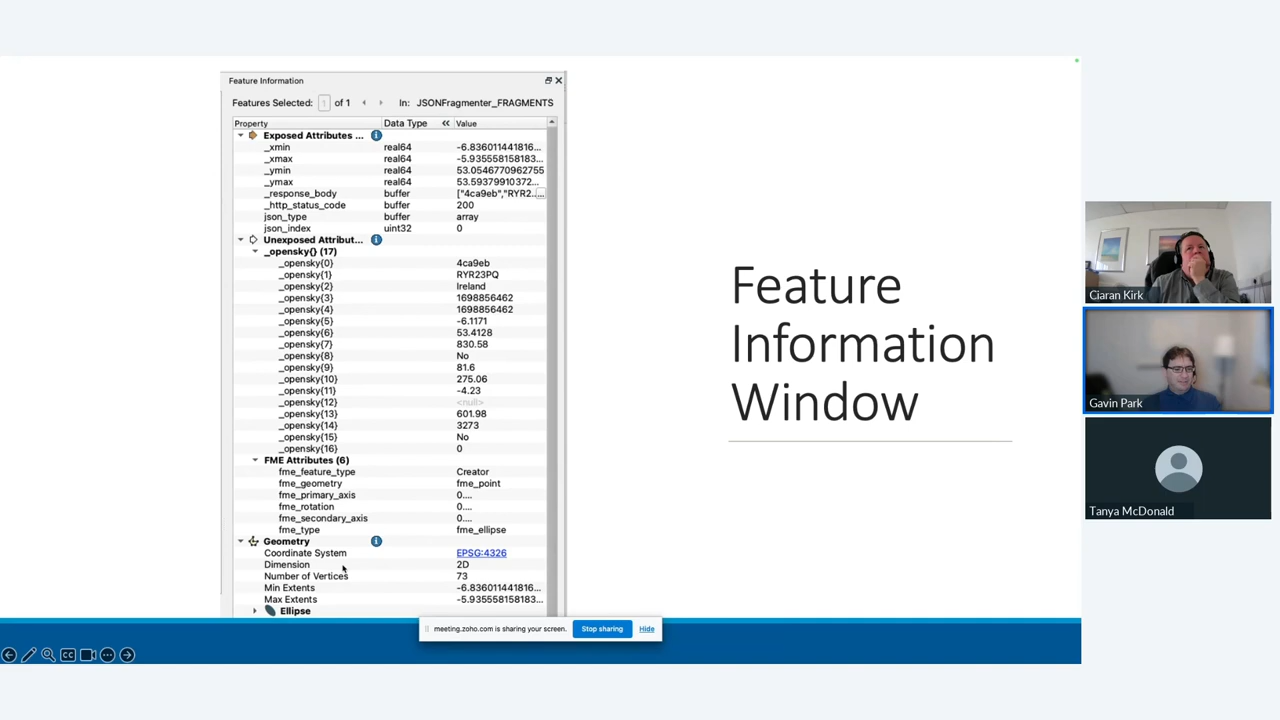 Feature Information
Features Selected: 1 of 1 In: JSONFragmenter_FRAGMENTS
Property Data Type « Value
Exposed Attributes ...
_xmin real64 -6.836011441816...
_xmax real64 -5.935558158183...
_ymin real64 53.0546770962755
_ymax real64 53.59379910372...
_response_body buffer ["4ca9eb","RYR2... ...
_http_status_code buffer 200
json_type buffer array
json_index uint32 0
Unexposed Attribut...
_opensky{} (17)
_opensky{0} 4ca9eb
_opensky{1} RYR23PQ
_opensky{2} Ireland
_opensky{3} 1698856462
_opensky{4} 1698856462
_opensky{5} -6.1171
_opensky{6} 53.4128
_opensky{7} 830.58
_opensky{8} No
_opensky{9} 81.6
_opensky{10} 275.06
_opensky{11} -4.23
_opensky{12} <null>
_opensky{13} 601.98
_opensky{14} 3273
_opensky{15} No
_opensky{16} 0
FME Attributes (6)
fme_feature_type Creator
fme_geometry fme_point
fme_primary_axis 0....
fme_rotation 0....
fme_secondary_axis 0....
fme_type fme_ellipse
Geometry
Coordinate System EPSG:4326
Dimension 2D
Number of Vertices 73
Min Extents -6.836011441816...
Max Extents -5.935558158183...
Ellipse
Feature
Information
Window
meeting.zoho.com is sharing your screen. Stop sharing Hide
CC
Ciaran Kirk
Gavin Park
Tanya McDonald